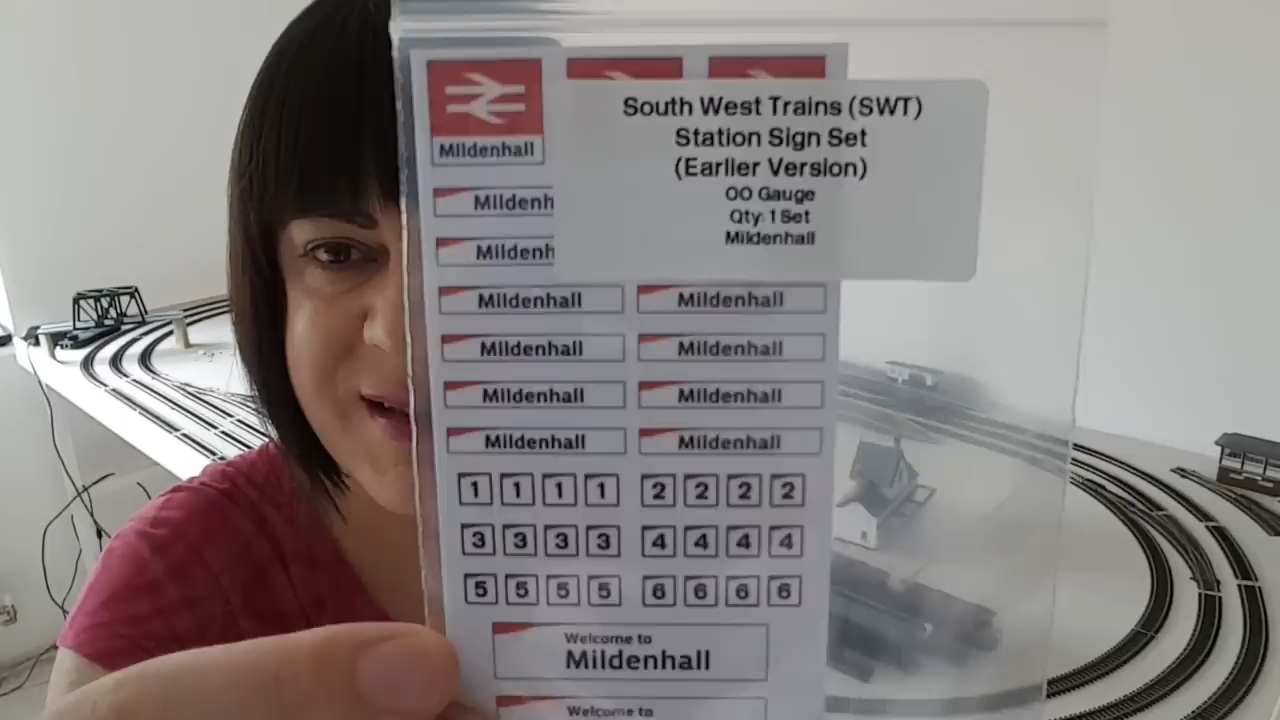 South West Trains (SWT)
Station Sign Set
(Earlier Version)
OO Gauge
Qty: 1 Set
Mildenhall
Mildenhall
Mildenh
Mildenh
Mildenhall Mildenhall
Mildenhall Mildenhall
Mildenhall Mildenhall
Mildenhall Mildenhall
1 1 1 1 2 2 2 2
3 3 3 3 4 4 4 4
5 5 5 5 6 6 6 6
Welcome to
Mildenhall
Welcome to